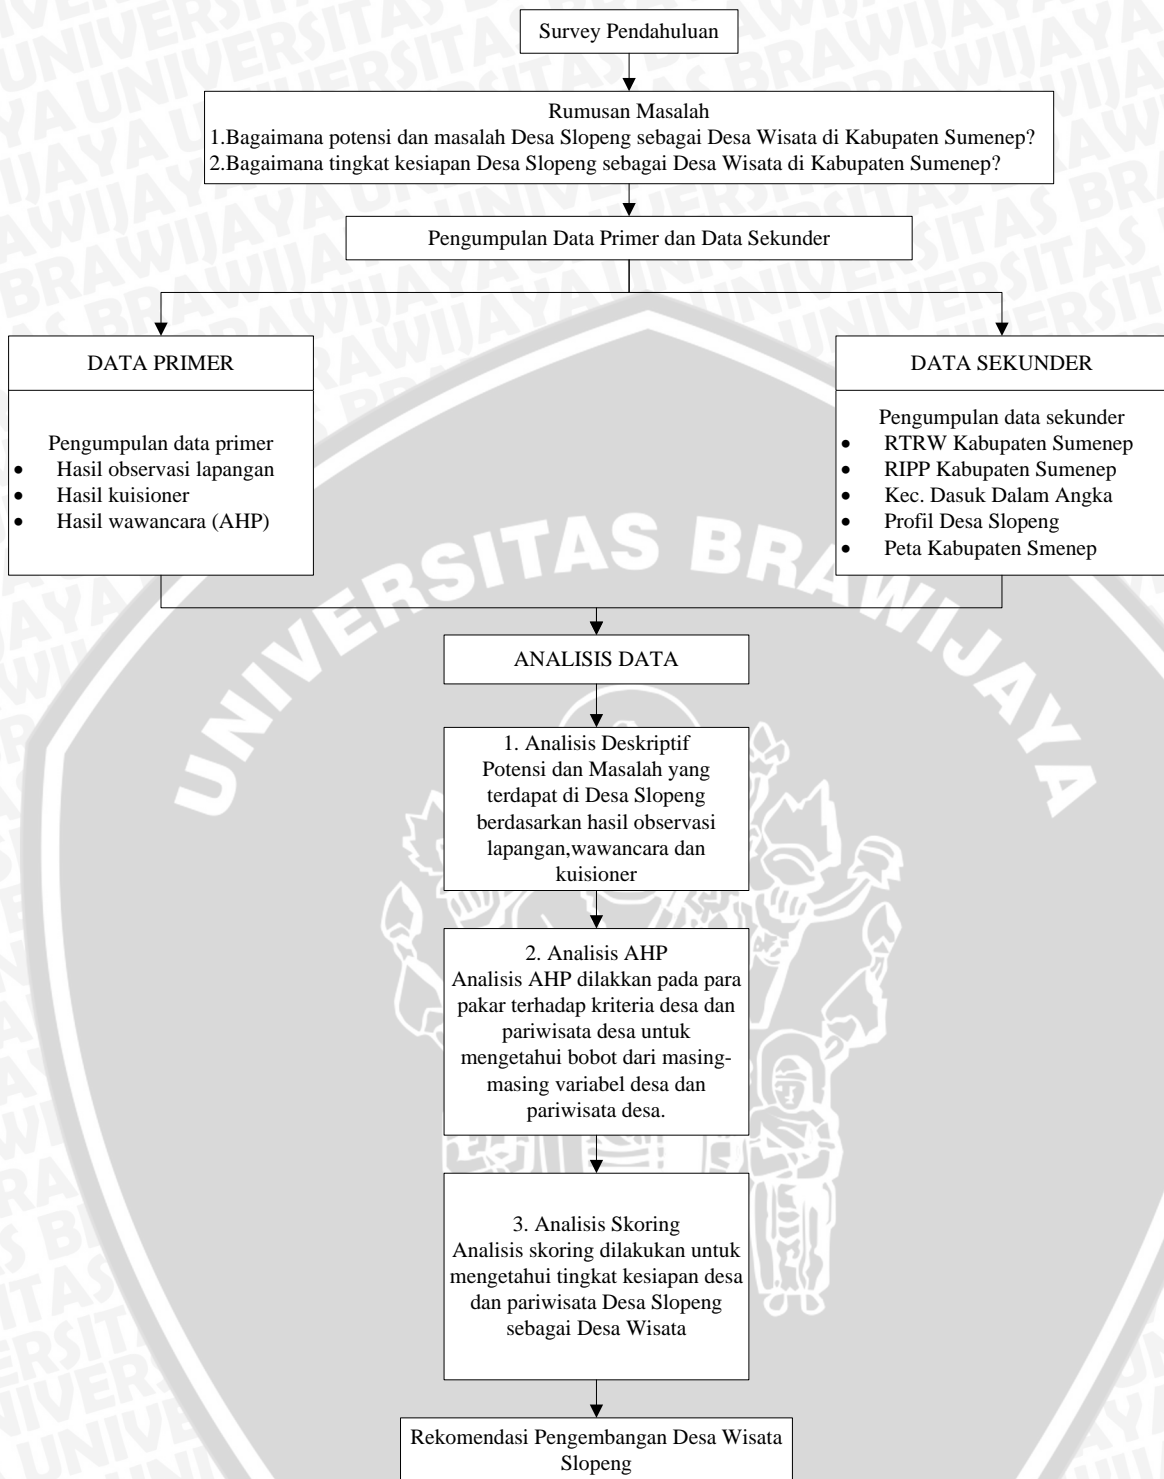 Survey Pendahuluan
Rumusan Masalah
1.Bagaimana potensi dan masalah Desa Slopeng sebagai Desa Wisata di Kabupaten Sumenep?
2.Bagaimana tingkat kesiapan Desa Slopeng sebagai Desa Wisata di Kabupaten Sumenep?
Pengumpulan Data Primer dan Data Sekunder
DATA PRIMER
Pengumpulan data primer
• Hasil observasi lapangan
• Hasil kuisioner
• Hasil wawancara (AHP)
DATA SEKUNDER
Pengumpulan data sekunder
• RTRW Kabupaten Sumenep
• RIPP Kabupaten Sumenep
• Kec. Dasuk Dalam Angka
• Profil Desa Slopeng
• Peta Kabupaten Smenep
UNIVERSITAS BRAWIJAYA
ANALISIS DATA
1. Analisis Deskriptif
Potensi dan Masalah yang
terdapat di Desa Slopeng
berdasarkan hasil observasi
lapangan,wawancara dan
kuisioner
2. Analisis AHP
Analisis AHP dilakkan pada para
pakar terhadap kriteria desa dan
pariwisata desa untuk
mengetahui bobot dari masing-
masing variabel desa dan
pariwisata desa.
3. Analisis Skoring
Analisis skoring dilakukan untuk
mengetahui tingkat kesiapan desa
dan pariwisata Desa Slopeng
sebagai Desa Wisata
Rekomendasi Pengembangan Desa Wisata
Slopeng